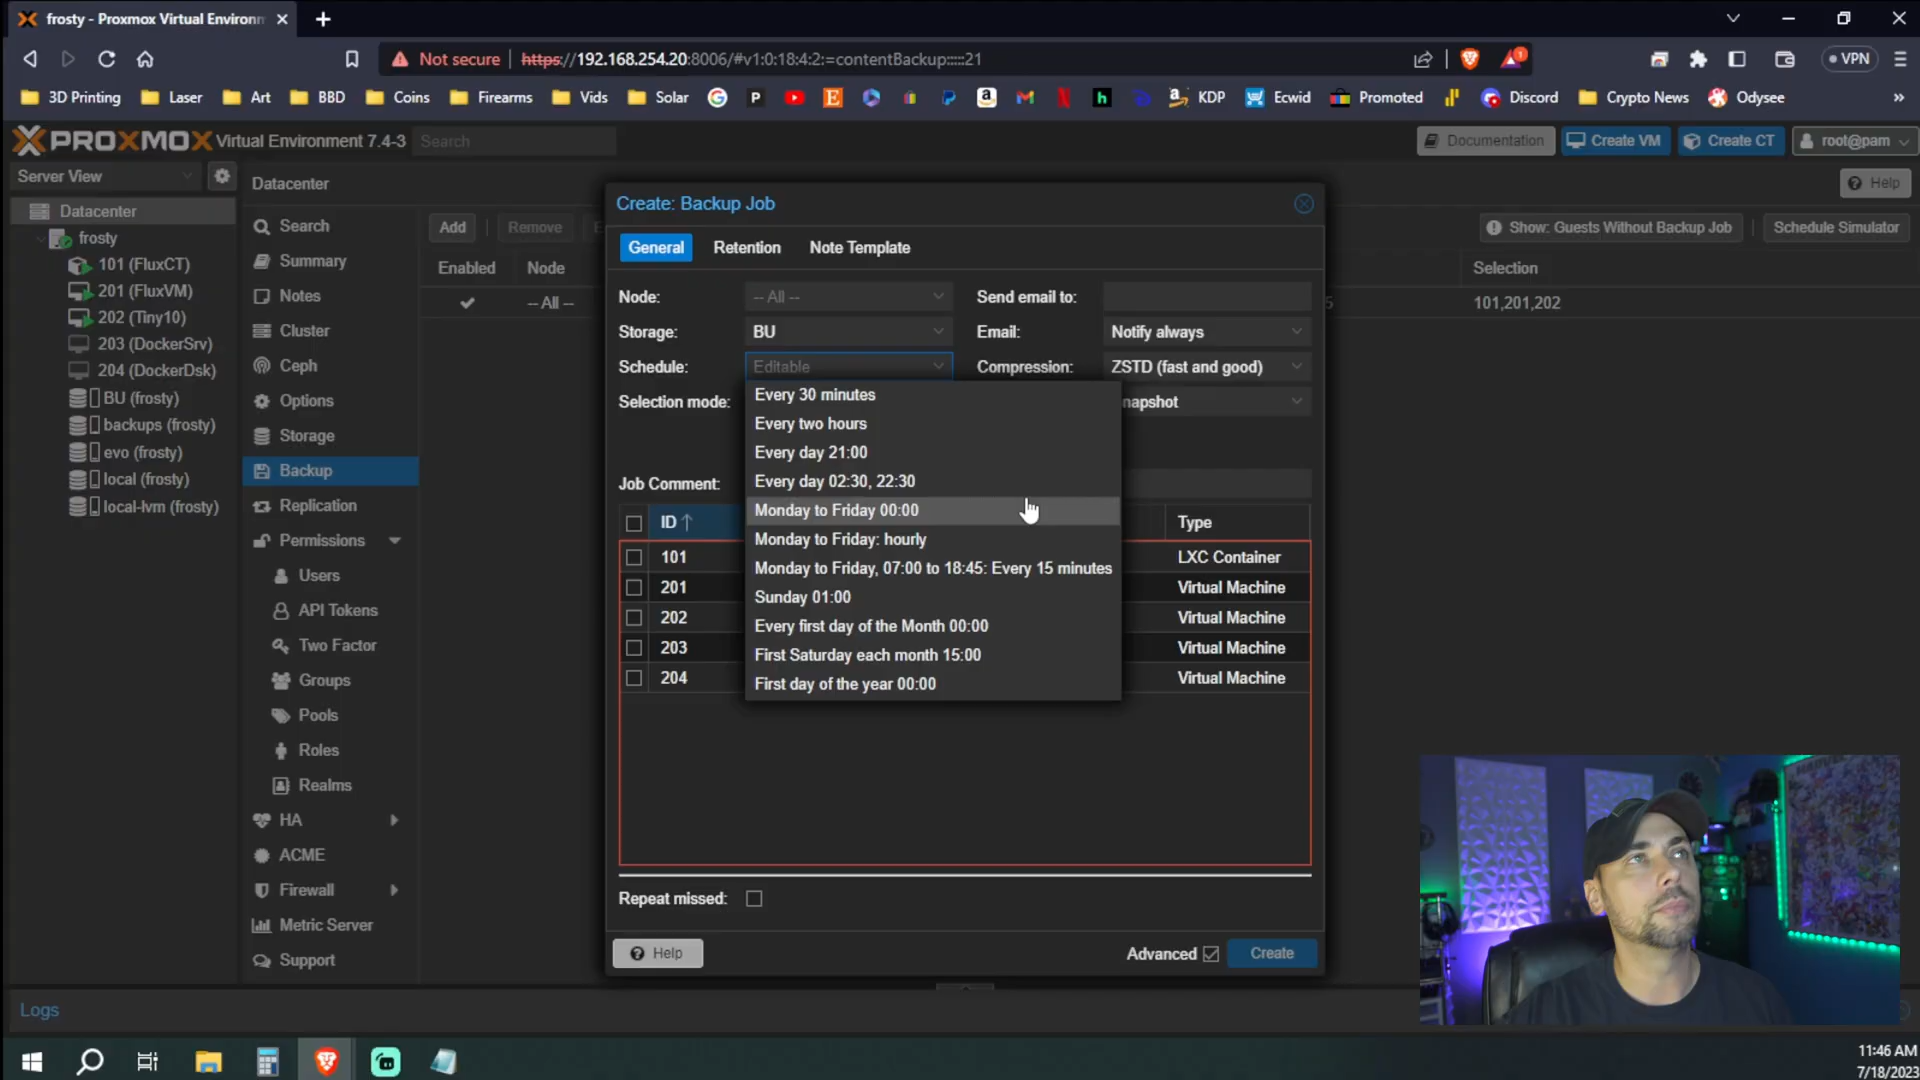 frosty - Proxmox Virtual Environm
Not secure
https://192.168.254.20:8006/#v1:0:18:4:2:=contentBackup:::::21
VPN
3D Printing
Laser
Art
BBD
Coins
Firearms
Vids
Solar
KDP
Ecwid
Promoted
Discord
Crypto News
Odysee
PROXMOX Virtual Environment 7.4-3
Search
Documentation
Create VM
Create CT
root@pam
Server View
Datacenter
Help
Datacenter
frosty
101 (FluxCT)
201 (FluxVM)
202 (Tiny10)
203 (DockerSrv)
204 (DockerDsk)
BU (frosty)
backups (frosty)
evo (frosty)
local (frosty)
local-lvm (frosty)
Search
Summary
Notes
Cluster
Ceph
Options
Storage
Backup
Replication
Permissions
Users
API Tokens
Two Factor
Groups
Pools
Roles
Realms
HA
ACME
Firewall
Metric Server
Support
Add
Remove
E
Show: Guests Without Backup Job
Schedule Simulator
Enabled
Node
Selection
-- All --
5
101,201,202
Create: Backup Job
General
Retention
Note Template
Node:
-- All --
Send email to:
Storage:
BU
Email:
Notify always
Schedule:
Editable
Compression:
ZSTD (fast and good)
Selection mode:
napshot
Every 30 minutes
Every two hours
Every day 21:00
Every day 02:30, 22:30
Monday to Friday 00:00
Monday to Friday: hourly
Monday to Friday, 07:00 to 18:45: Every 15 minutes
Sunday 01:00
Every first day of the Month 00:00
First Saturday each month 15:00
First day of the year 00:00
Job Comment:
ID
Type
101
LXC Container
201
Virtual Machine
202
Virtual Machine
203
Virtual Machine
204
Virtual Machine
Repeat missed:
Help
Advanced
Create
Logs
11:46 AM
7/18/2023